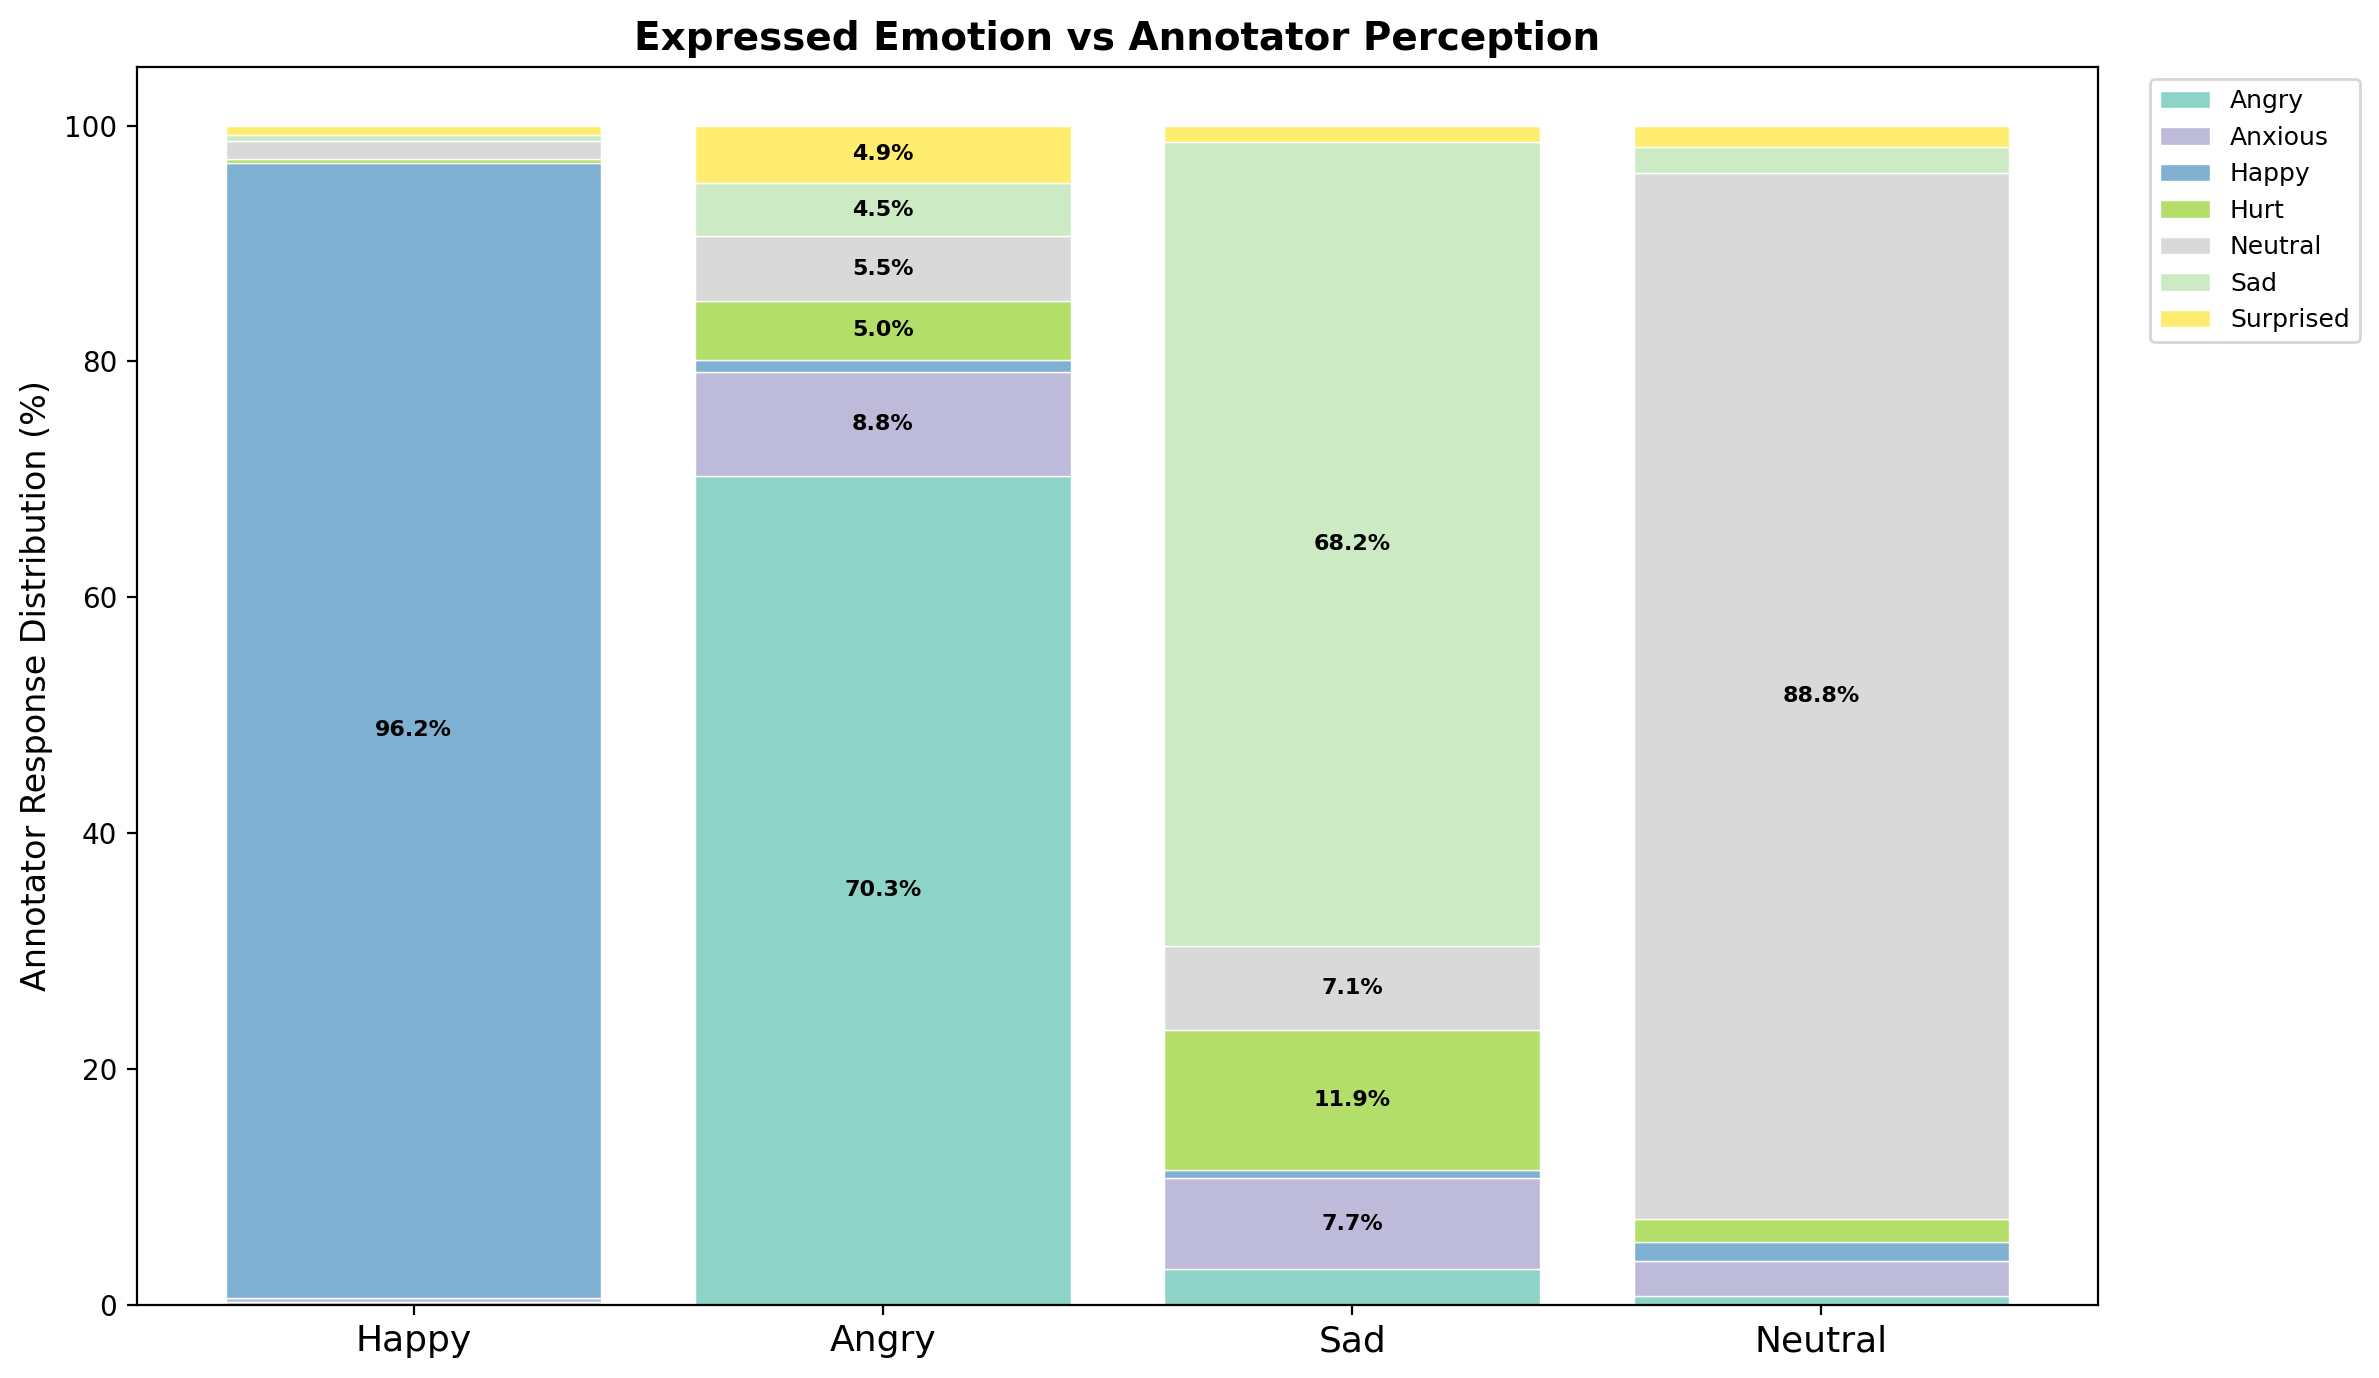 Expressed Emotion vs Annotator Perception
Annotator Response Distribution (%)
100
80
60
40
20
0
96.2%
4.9%
4.5%
5.5%
5.0%
8.8%
70.3%
68.2%
7.1%
11.9%
7.7%
88.8%
Happy
Angry
Sad
Neutral
Angry
Anxious
Happy
Hurt
Neutral
Sad
Surprised